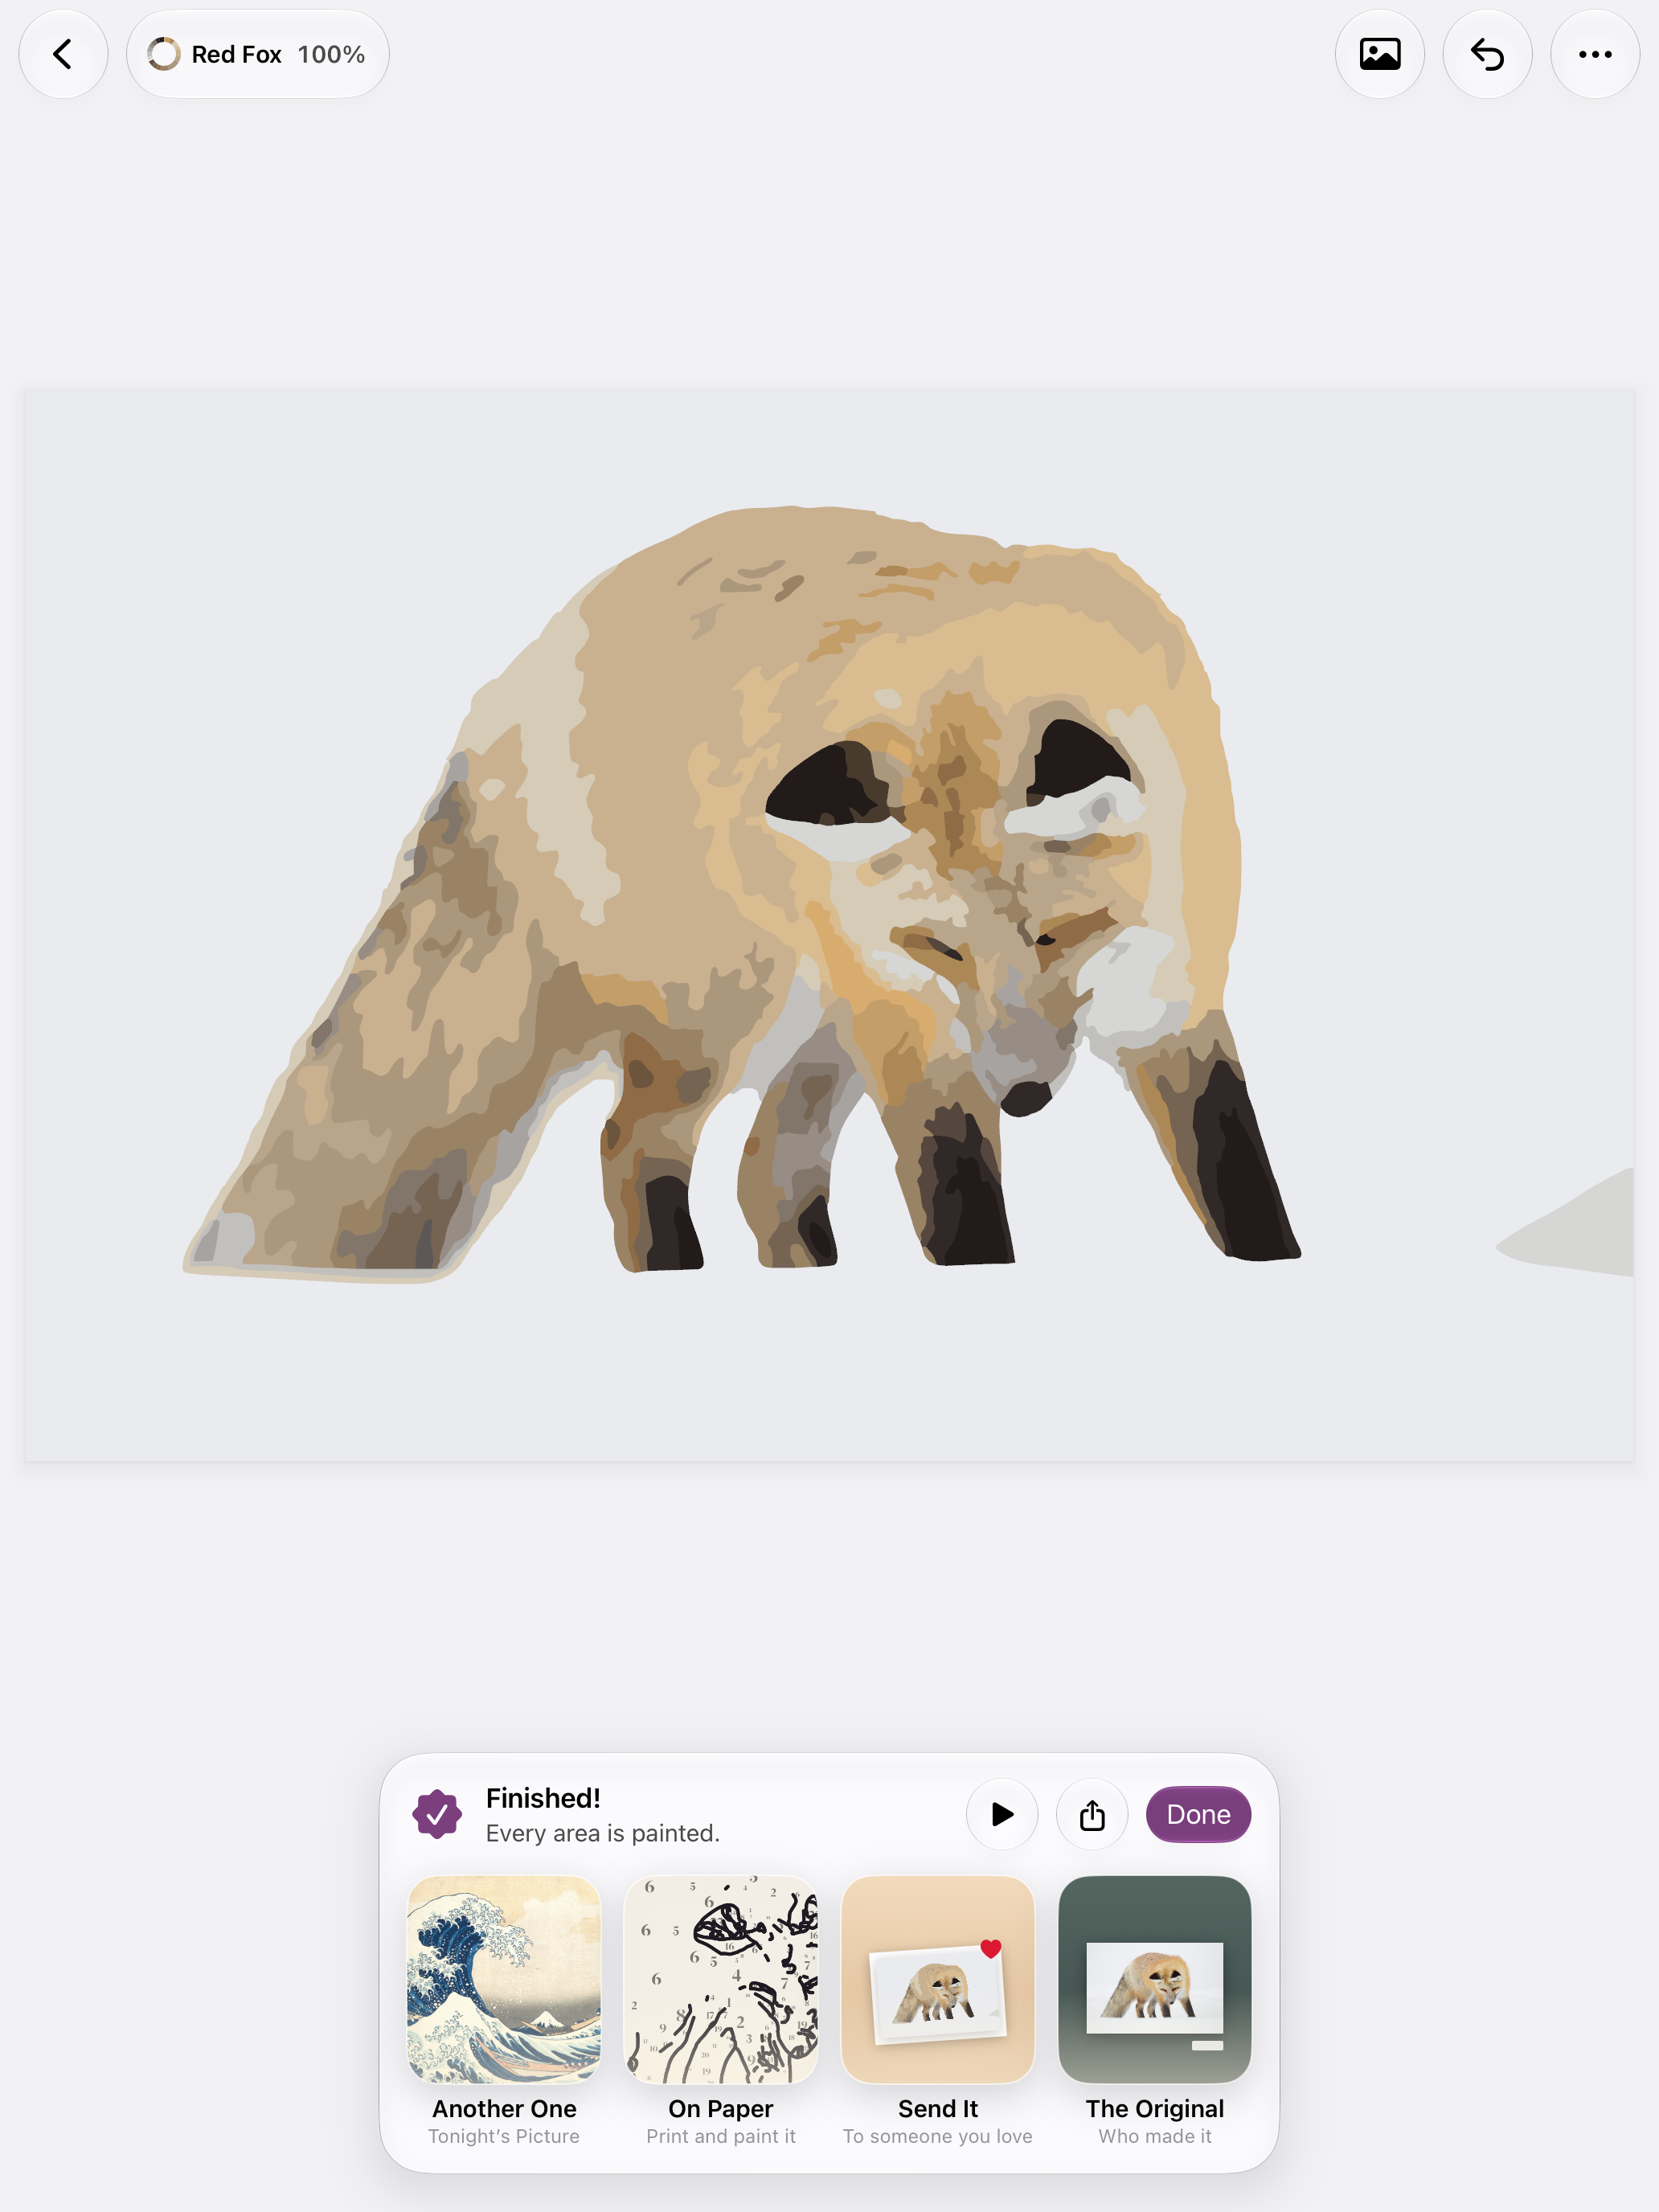 Red Fox 100%
Finished!
Every area is painted.
Done
Another One
Tonight’s Picture
On Paper
Print and paint it
Send It
To someone you love
The Original
Who made it